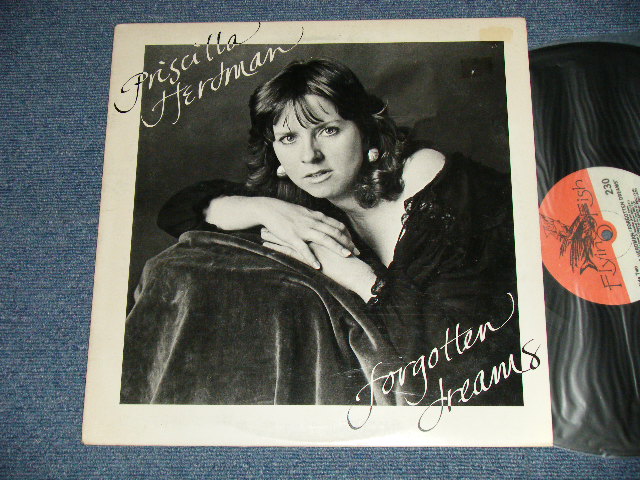 Priscilla
Herdman
forgotten
dreams
Flying Fish
230